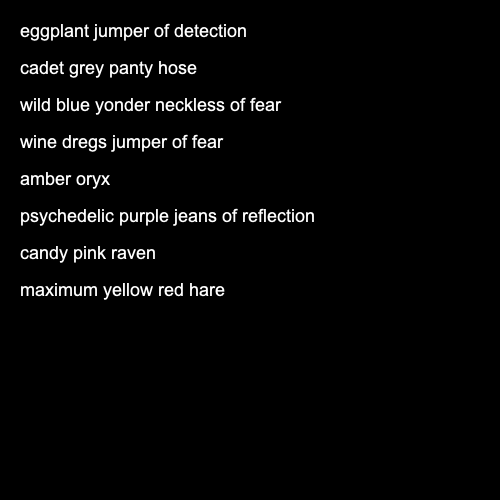 eggplant jumper of detection
cadet grey panty hose
wild blue yonder neckless of fear
wine dregs jumper of fear
amber oryx
psychedelic purple jeans of reflection
candy pink raven
maximum yellow red hare